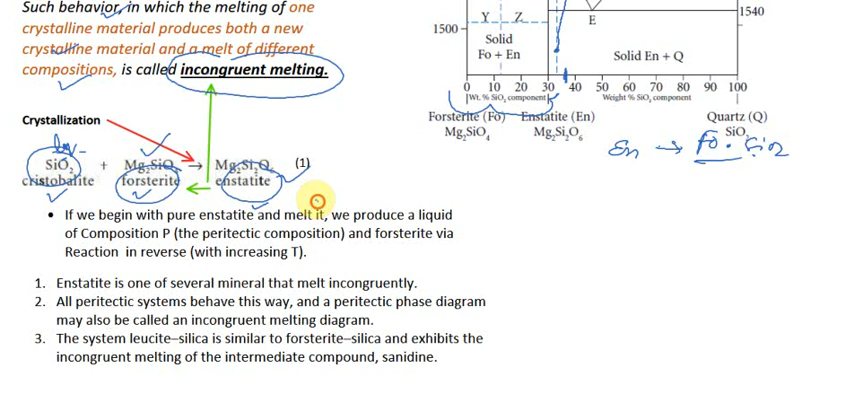 Such behavior, in which the melting of one
crystalline material produces both a new
crystalline material and a melt of different
compositions, is called incongruent melting.
Crystallization
SiO2 + Mg2SiO4 → Mg2Si2O6 (1)
cristobalite forsterite enstatite
• If we begin with pure enstatite and melt it, we produce a liquid
of Composition P (the peritectic composition) and forsterite via
Reaction in reverse (with increasing T).
1. Enstatite is one of several mineral that melt incongruently.
2. All peritectic systems behave this way, and a peritectic phase diagram
may also be called an incongruent melting diagram.
3. The system leucite–silica is similar to forsterite–silica and exhibits the
incongruent melting of the intermediate compound, sanidine.
1540
Y Z
E
1500
Solid
Fo + En
Solid En + Q
0 10 20 30 40 50 60 70 80 90 100
Wt. % SiO2 component
Weight % SiO2 component
Forsterite (Fo) Enstatite (En) Quartz (Q)
Mg2SiO4 Mg2Si2O6 SiO2
En → Fo . SiO2